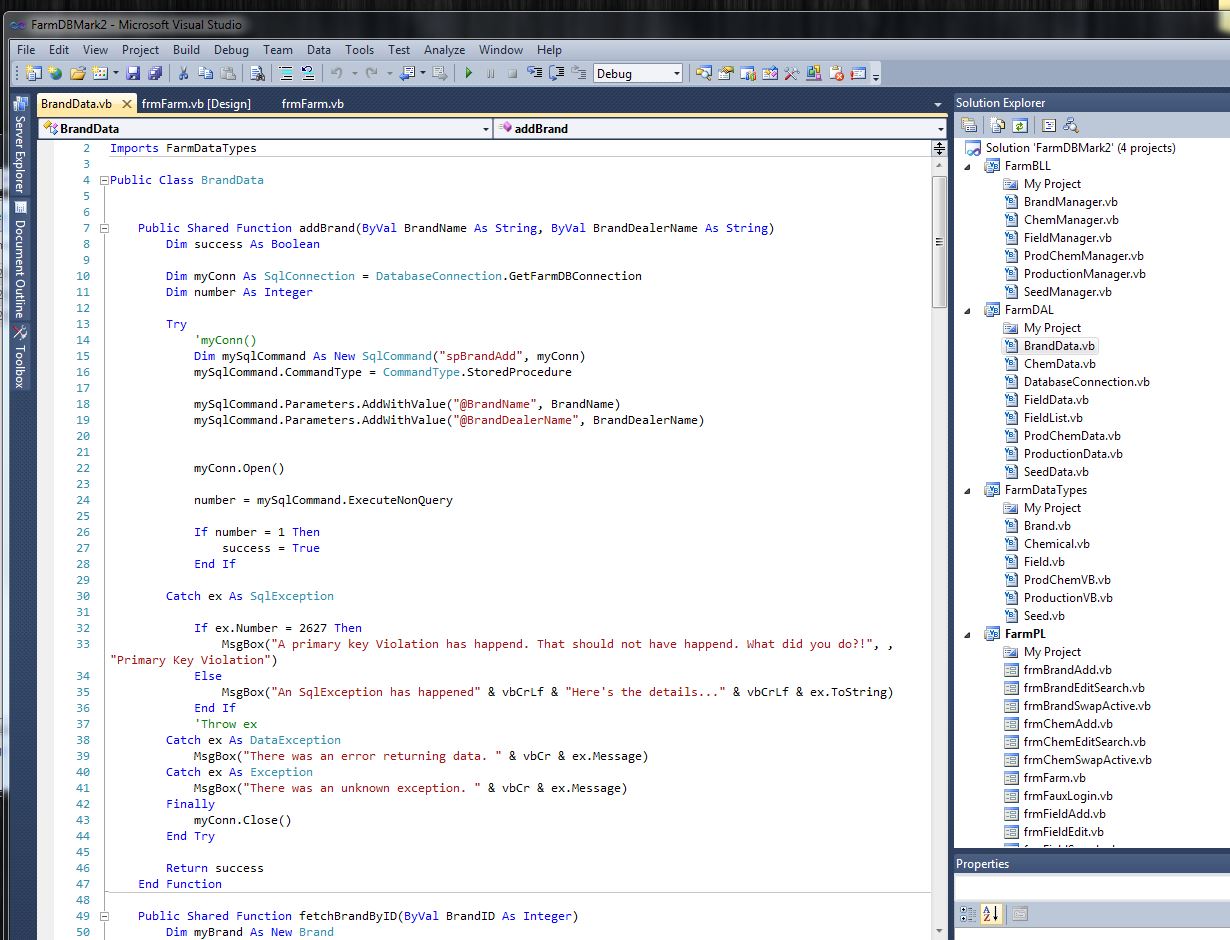 FarmDBMark2 - Microsoft Visual Studio
File Edit View Project Build Debug Team Data Tools Test Analyze Window Help
Debug
BrandData.vb frmFarm.vb [Design] frmFarm.vb
BrandData addBrand
Server Explorer
Document Outline
Toolbox
2 Imports FarmDataTypes
3
4 Public Class BrandData
5
6
7 Public Shared Function addBrand(ByVal BrandName As String, ByVal BrandDealerName As String)
8 Dim success As Boolean
9
10 Dim myConn As SqlConnection = DatabaseConnection.GetFarmDBConnection
11 Dim number As Integer
12
13 Try
14 'myConn()
15 Dim mySqlCommand As New SqlCommand("spBrandAdd", myConn)
16 mySqlCommand.CommandType = CommandType.StoredProcedure
17
18 mySqlCommand.Parameters.AddWithValue("@BrandName", BrandName)
19 mySqlCommand.Parameters.AddWithValue("@BrandDealerName", BrandDealerName)
20
21
22 myConn.Open()
23
24 number = mySqlCommand.ExecuteNonQuery
25
26 If number = 1 Then
27 success = True
28 End If
29
30 Catch ex As SqlException
31
32 If ex.Number = 2627 Then
33 MsgBox("A primary key Violation has happend. That should not have happend. What did you do?!", ,
"Primary Key Violation")
34 Else
35 MsgBox("An SqlException has happened" & vbCrLf & "Here's the details..." & vbCrLf & ex.ToString)
36 End If
37 'Throw ex
38 Catch ex As DataException
39 MsgBox("There was an error returning data. " & vbCr & ex.Message)
40 Catch ex As Exception
41 MsgBox("There was an unknown exception. " & vbCr & ex.Message)
42 Finally
43 myConn.Close()
44 End Try
45
46 Return success
47 End Function
48
49 Public Shared Function fetchBrandByID(ByVal BrandID As Integer)
50 Dim myBrand As New Brand
Solution Explorer
Solution 'FarmDBMark2' (4 projects)
FarmBLL
My Project
BrandManager.vb
ChemManager.vb
FieldManager.vb
ProdChemManager.vb
ProductionManager.vb
SeedManager.vb
FarmDAL
My Project
BrandData.vb
ChemData.vb
DatabaseConnection.vb
FieldData.vb
FieldList.vb
ProdChemData.vb
ProductionData.vb
SeedData.vb
FarmDataTypes
My Project
Brand.vb
Chemical.vb
Field.vb
ProdChemVB.vb
ProductionVB.vb
Seed.vb
FarmPL
My Project
frmBrandAdd.vb
frmBrandEditSearch.vb
frmBrandSwapActive.vb
frmChemAdd.vb
frmChemEditSearch.vb
frmChemSwapActive.vb
frmFarm.vb
frmFauxLogin.vb
frmFieldAdd.vb
frmFieldEdit.vb
Properties